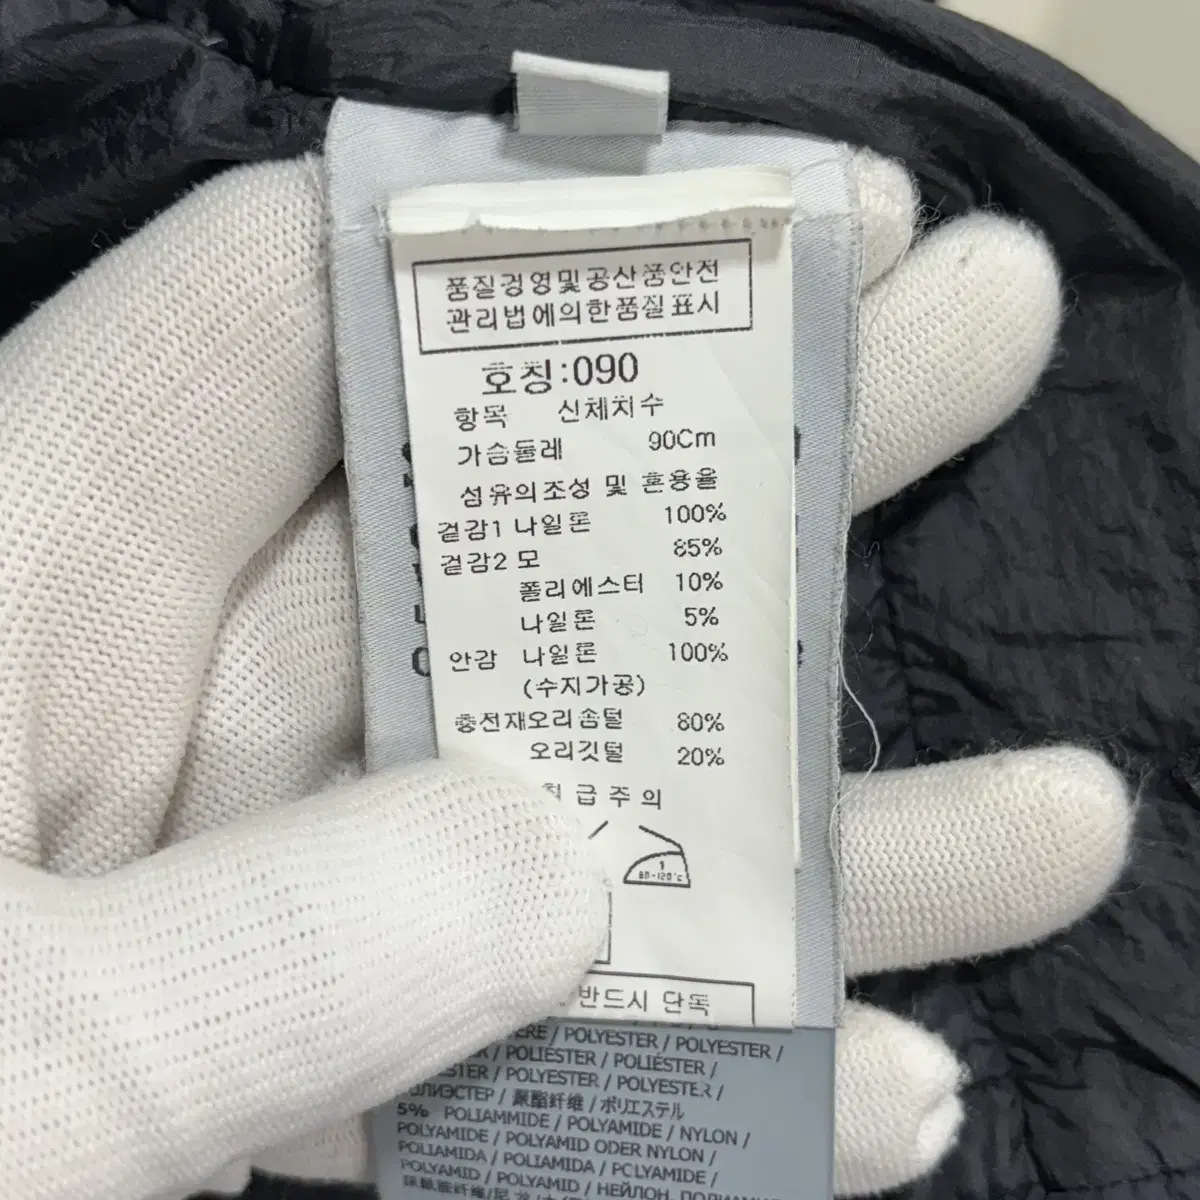 품질경영및공산품안전
관리법에의한품질표시
호칭:090
항목 신체치수
가슴둘레 90Cm
섬유의조성 및 혼용율
겉감1 나일론 100%
겉감2 모 85%
폴리에스터 10%
나일론 5%
안감 나일론 100%
(수지가공)
충전재오리솜털 80%
오리깃털 20%
급주의
1
80-120°C
반드시 단독
/ POLYESTER / POLYESTER /
/ POLIÉSTER / POLIÉSTER /
/ POLYESTER / POLYESTER /
/ 聚酯纤维 / ポリエステル
5% POLIAMMIDE / POLYAMIDE / NYLON /
POLYAMIDE / POLYAMID ODER NYLON /
POLIAMIDA / POLIAMIDA / POLYAMIDE /
POLYAMID / POLYAMID / НЕЙЛОН, ПОЛИАМИД